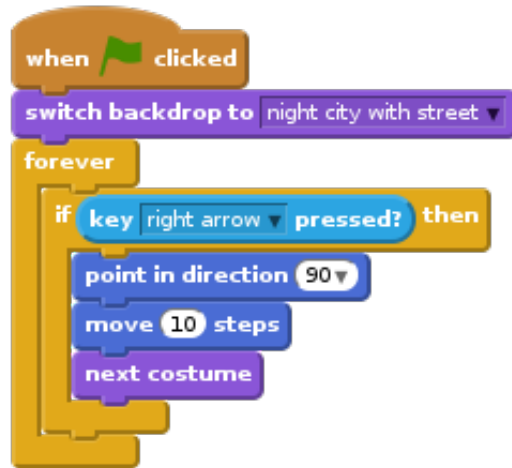 when clicked
switch backdrop to night city with street
forever
if key right arrow pressed? then
point in direction 90
move 10 steps
next costume